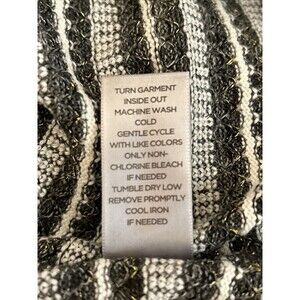 TURN GARMENT
INSIDE OUT
MACHINE WASH
COLD
GENTLE CYCLE
WITH LIKE COLORS
ONLY NON-
CHLORINE BLEACH
IF NEEDED
TUMBLE DRY LOW
REMOVE PROMPTLY
COOL IRON
IF NEEDED